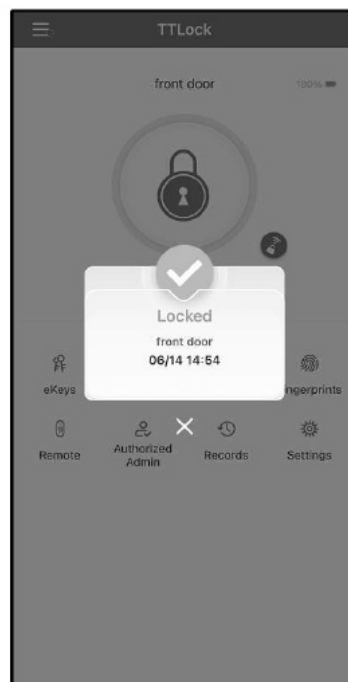 TTLock
front door
100%
Locked
front door
06/14 14:54
eKeys
ngerprints
Remote
Authorized
Admin
Records
Settings